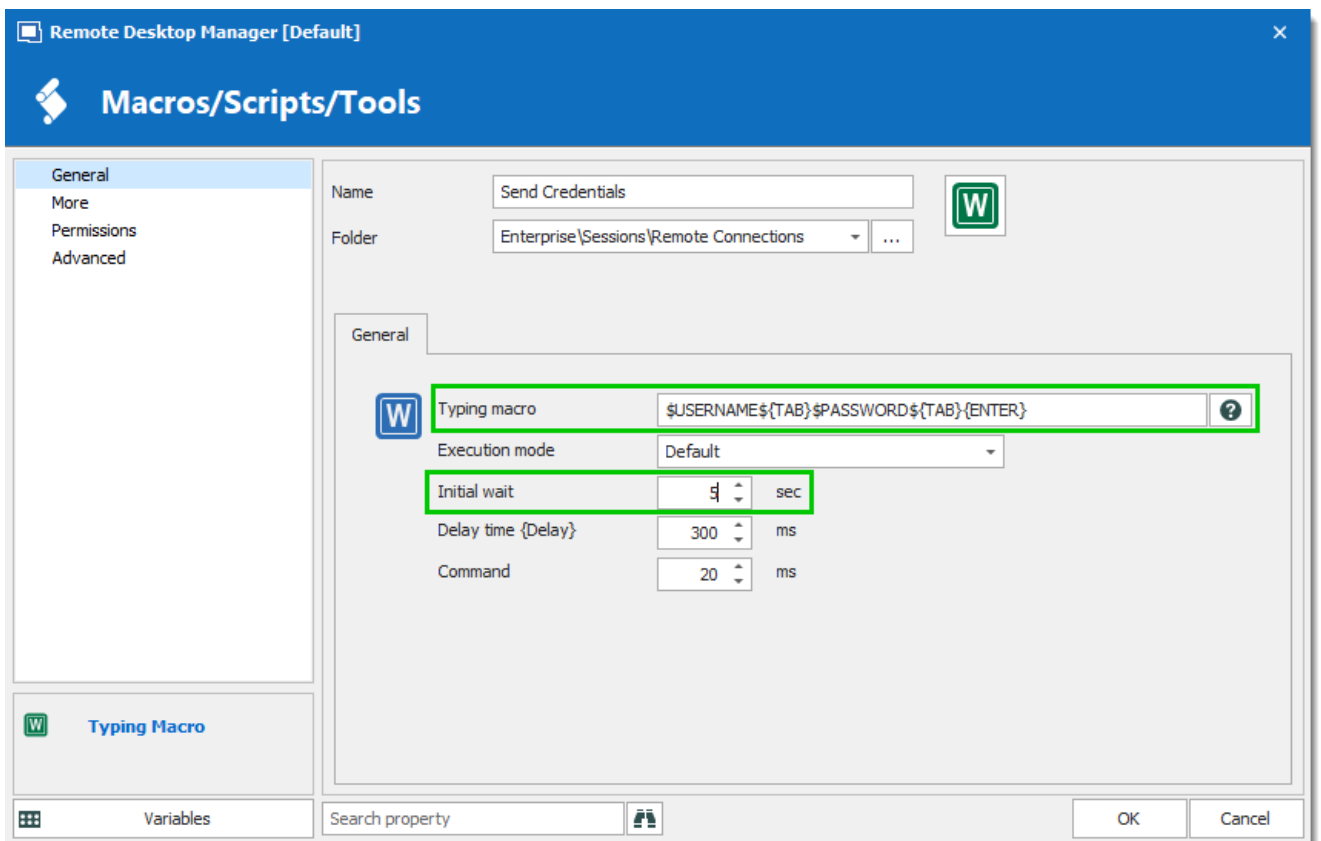 Remote Desktop Manager [Default]
Macros/Scripts/Tools
General
More
Permissions
Advanced
Name Send Credentials
W
Folder Enterprise\Sessions\Remote Connections ...
General
W
Typing macro $USERNAME${TAB}$PASSWORD${TAB}{ENTER} ?
Execution mode Default
Initial wait 5 sec
Delay time {Delay} 300 ms
Command 20 ms
W Typing Macro
Variables
Search property
OK
Cancel